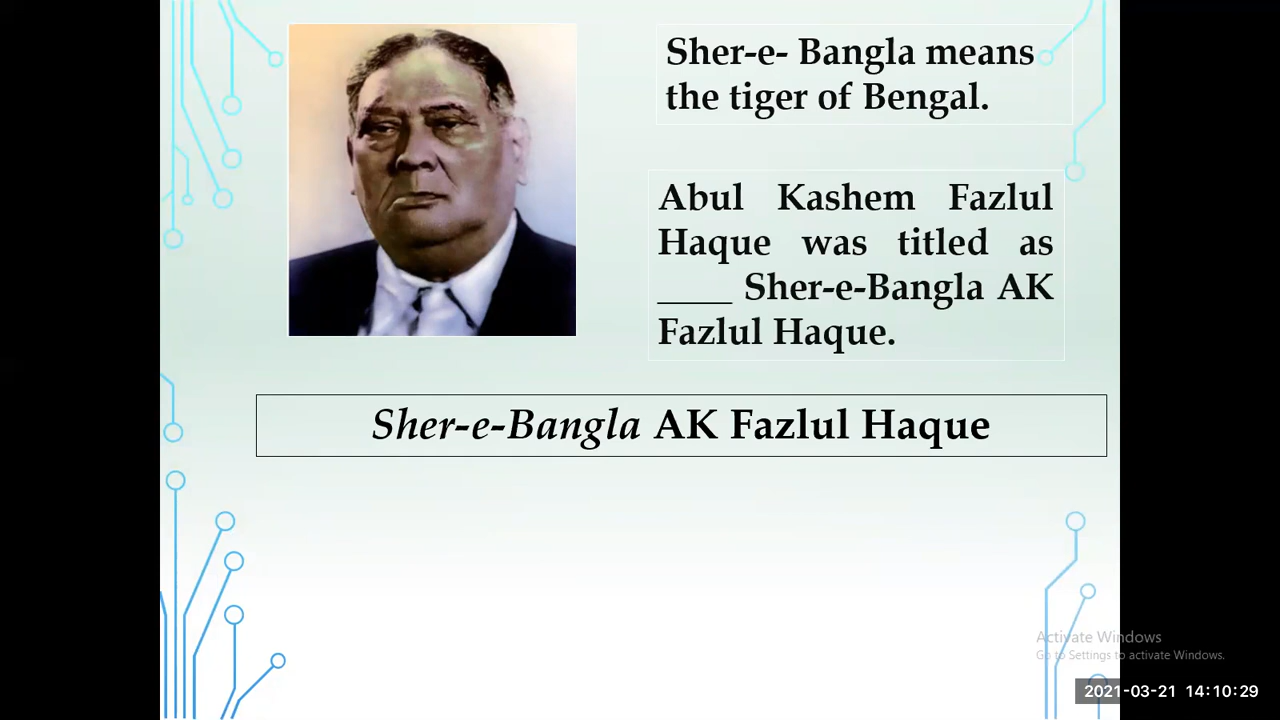 Sher-e- Bangla means
the tiger of Bengal.
Abul Kashem Fazlul
Haque was titled as
____ Sher-e-Bangla AK
Fazlul Haque.
Sher-e-Bangla AK Fazlul Haque
Activate Windows
Go to Settings to activate Windows.
2021-03-21 14:10:29